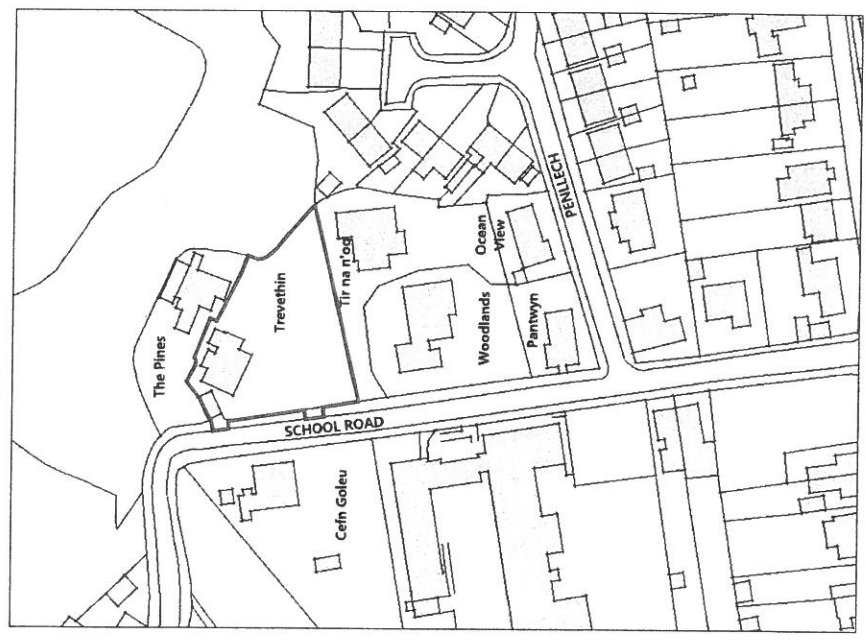 The Pines
Trevethin
Tir na n'og
Ocean
View
Woodlands
Pantwyn
PENLLECH
SCHOOL ROAD
Cefn Goleu